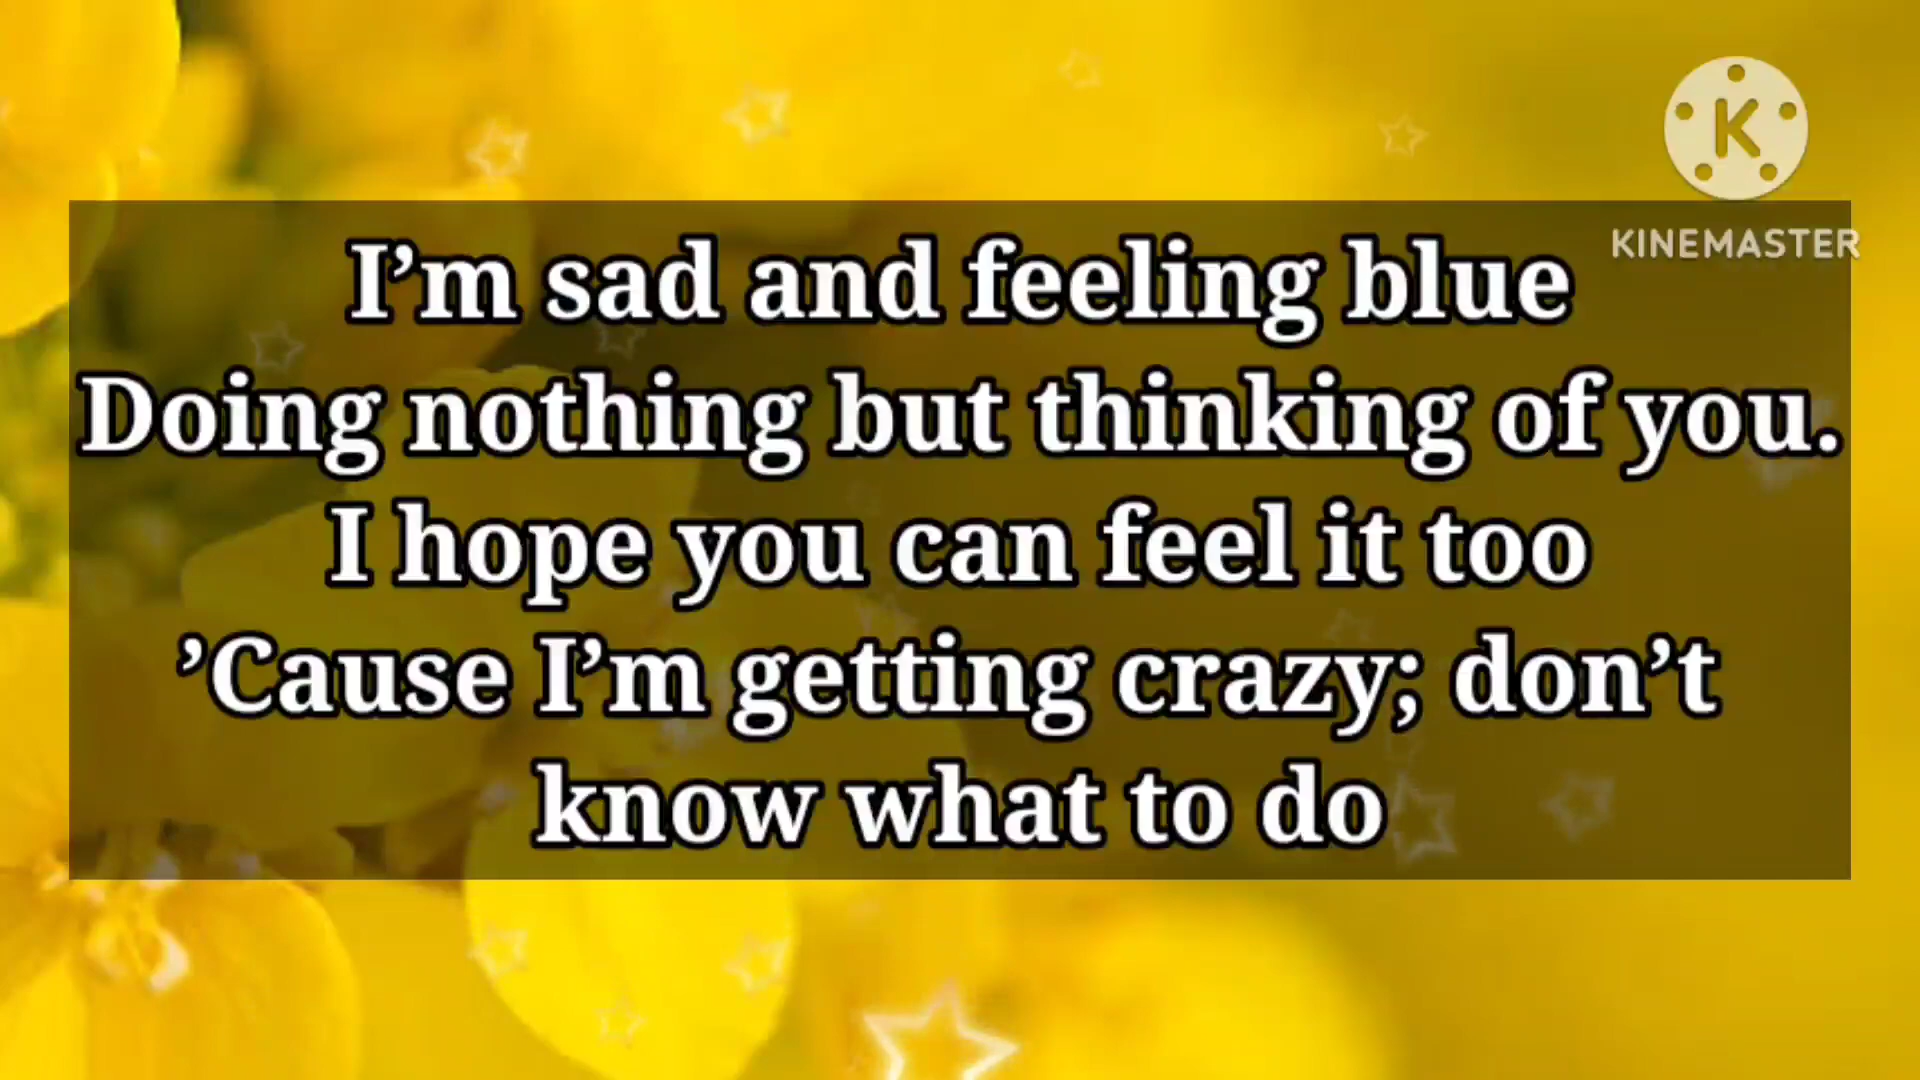 K
KINEMASTER
I’m sad and feeling blue
Doing nothing but thinking of you.
I hope you can feel it too
’Cause I’m getting crazy; don’t
know what to do